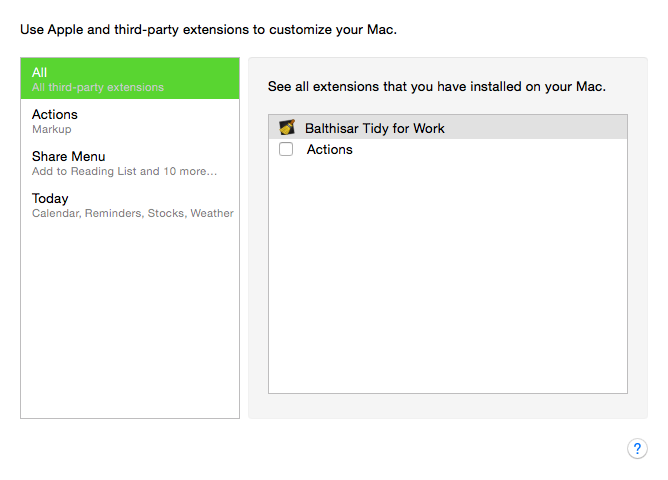 Use Apple and third-party extensions to customize your Mac.
All
All third-party extensions
Actions
Markup
Share Menu
Add to Reading List and 10 more...
Today
Calendar, Reminders, Stocks, Weather
See all extensions that you have installed on your Mac.
Balthisar Tidy for Work
Actions
?